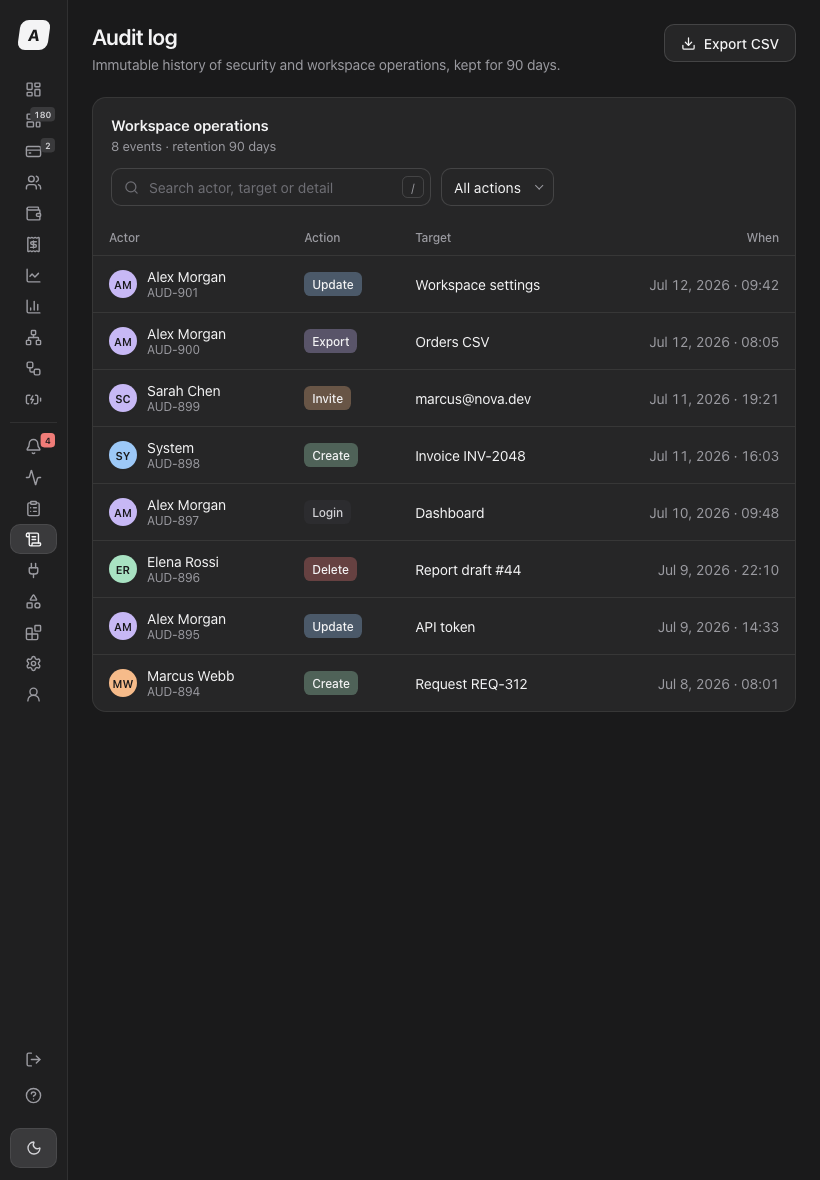 A
180
2
4
Audit log
Immutable history of security and workspace operations, kept for 90 days.
Export CSV
Workspace operations
8 events · retention 90 days
Search actor, target or detail /
All actions
Actor Action Target When
AM Alex Morgan Update Workspace settings Jul 12, 2026 · 09:42
AUD-901
AM Alex Morgan Export Orders CSV Jul 12, 2026 · 08:05
AUD-900
SC Sarah Chen Invite marcus@nova.dev Jul 11, 2026 · 19:21
AUD-899
SY System Create Invoice INV-2048 Jul 11, 2026 · 16:03
AUD-898
AM Alex Morgan Login Dashboard Jul 10, 2026 · 09:48
AUD-897
ER Elena Rossi Delete Report draft #44 Jul 9, 2026 · 22:10
AUD-896
AM Alex Morgan Update API token Jul 9, 2026 · 14:33
AUD-895
MW Marcus Webb Create Request REQ-312 Jul 8, 2026 · 08:01
AUD-894